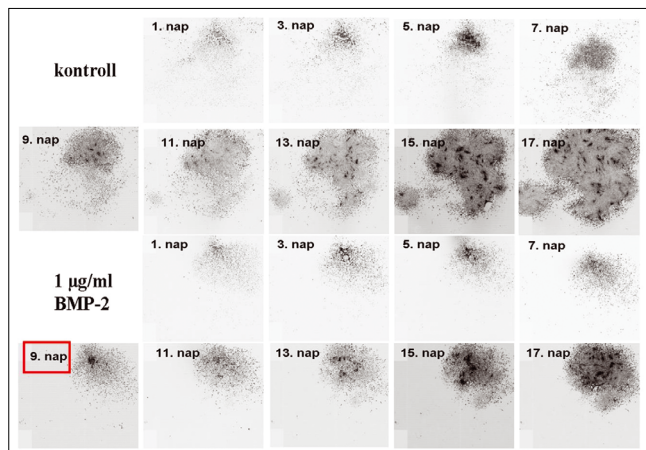 1. nap 3. nap 5. nap 7. nap
kontroll
9. nap 11. nap 13. nap 15. nap 17. nap
1. nap 3. nap 5. nap 7. nap
1 µg/ml
BMP-2
9. nap 11. nap 13. nap 15. nap 17. nap